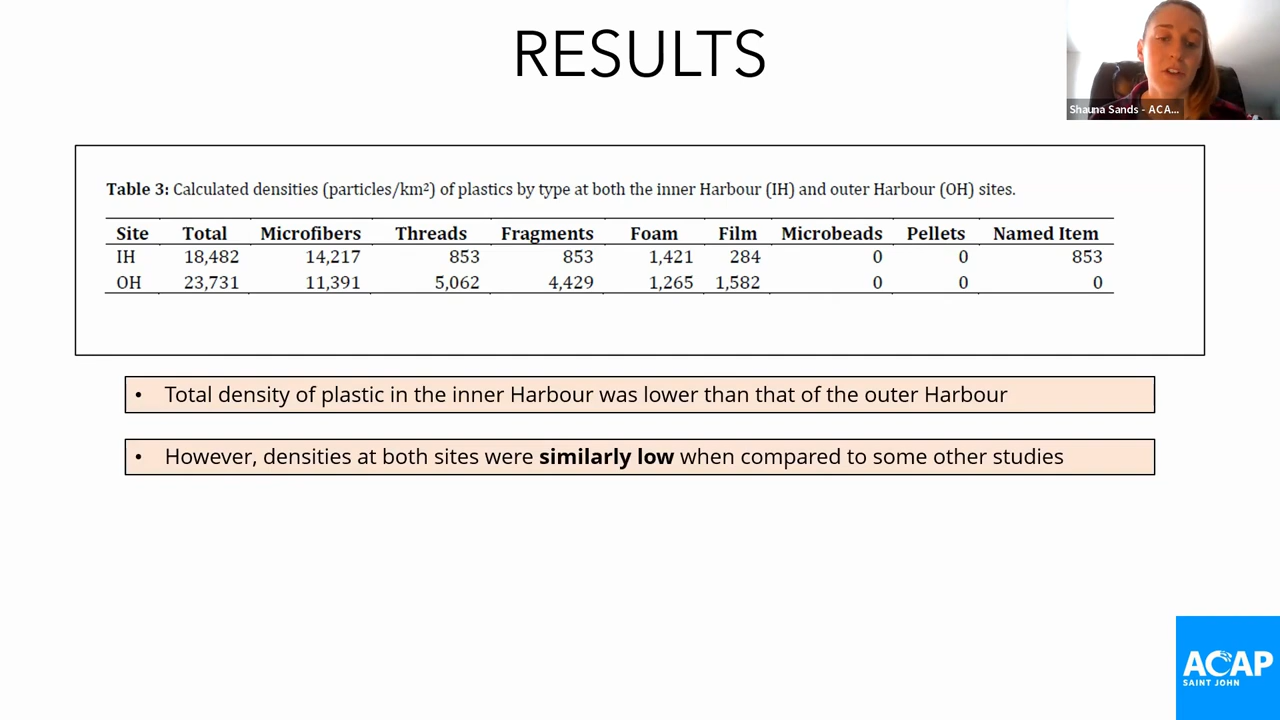 RESULTS
Shauna Sands - ACA...
Table 3: Calculated densities (particles/km²) of plastics by type at both the inner Harbour (IH) and outer Harbour (OH) sites.
Site Total Microfibers Threads Fragments Foam Film Microbeads Pellets Named Item
IH 18,482 14,217 853 853 1,421 284 0 0 853
OH 23,731 11,391 5,062 4,429 1,265 1,582 0 0 0
• Total density of plastic in the inner Harbour was lower than that of the outer Harbour
• However, densities at both sites were similarly low when compared to some other studies
ACAP
SAINT JOHN